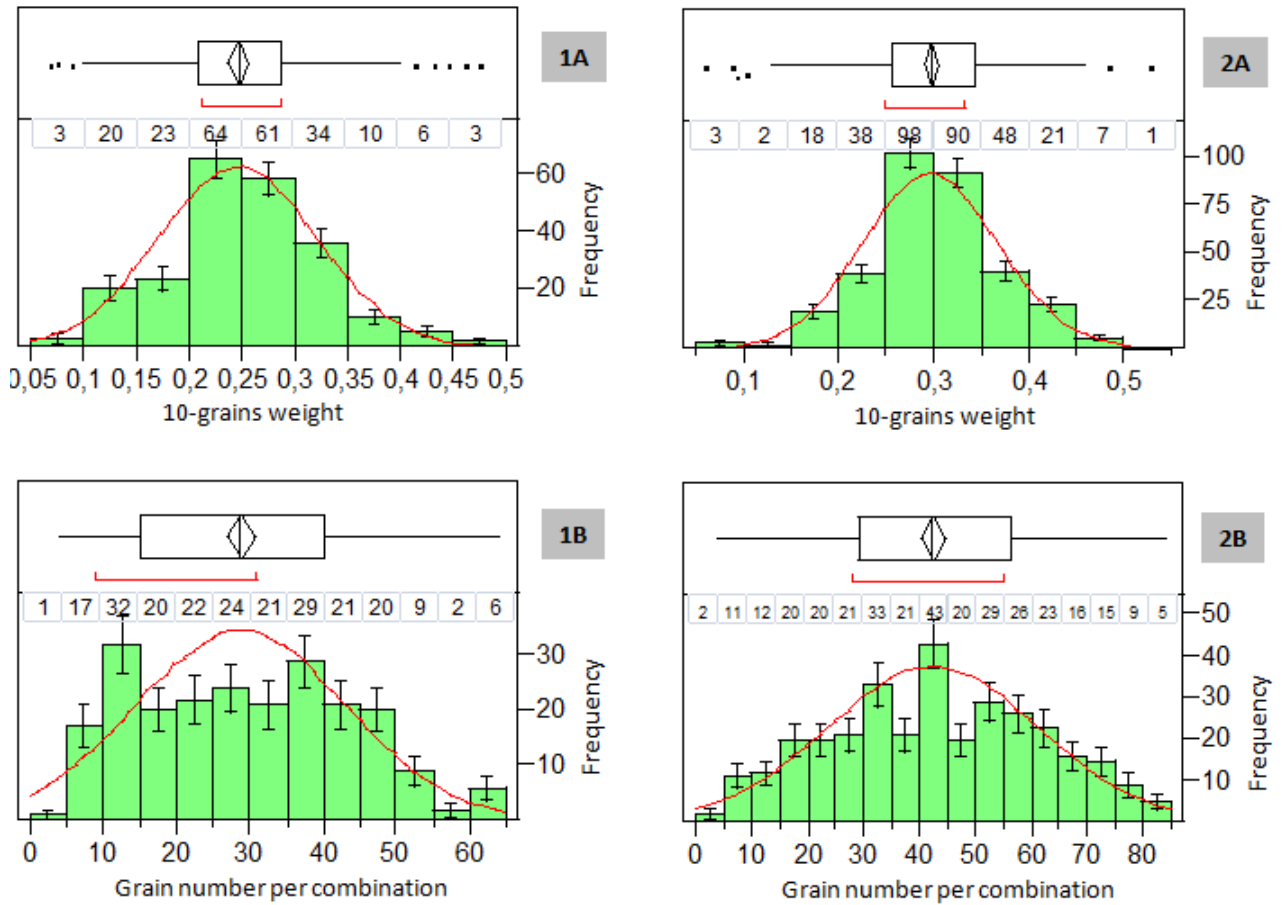 1A
3 20 23 64 61 34 10 6 3
60
40
20
Frequency
0,05 0,1 0,15 0,2 0,25 0,3 0,35 0,4 0,45 0,5
10-grains weight
2A
3 2 18 38 98 90 48 21 7 1
100
75
50
25
Frequency
0,1 0,2 0,3 0,4 0,5
10-grains weight
1B
1 17 32 20 22 24 21 29 21 20 9 2 6
30
20
10
Frequency
0 10 20 30 40 50 60
Grain number per combination
2B
2 11 12 20 20 21 33 21 43 20 29 26 23 16 15 9 5
50
40
30
20
10
Frequency
0 10 20 30 40 50 60 70 80
Grain number per combination